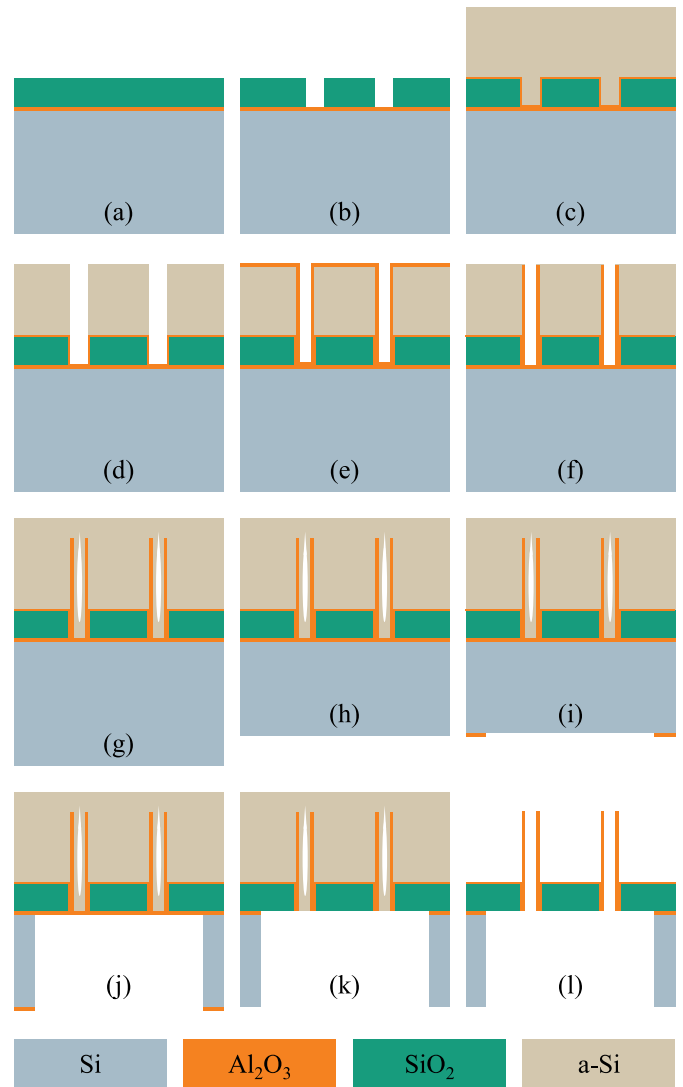 (a) (b) (c)
(d) (e) (f)
(g) (h) (i)
(j) (k) (l)
Si Al₂O₃ SiO₂ a-Si